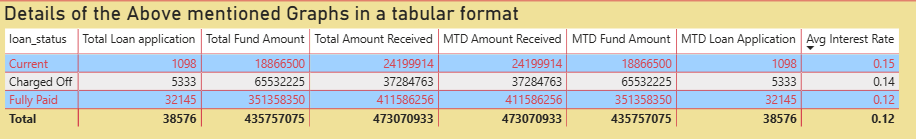 Details of the Above mentioned Graphs in a tabular format
loan_status Total Loan application Total Fund Amount Total Amount Received MTD Amount Received MTD Fund Amount MTD Loan Application Avg Interest Rate
Current 1098 18866500 24199914 24199914 18866500 1098 0.15
Charged Off 5333 65532225 37284763 37284763 65532225 5333 0.14
Fully Paid 32145 351358350 411586256 411586256 351358350 32145 0.12
Total 38576 435757075 473070933 473070933 435757075 38576 0.12